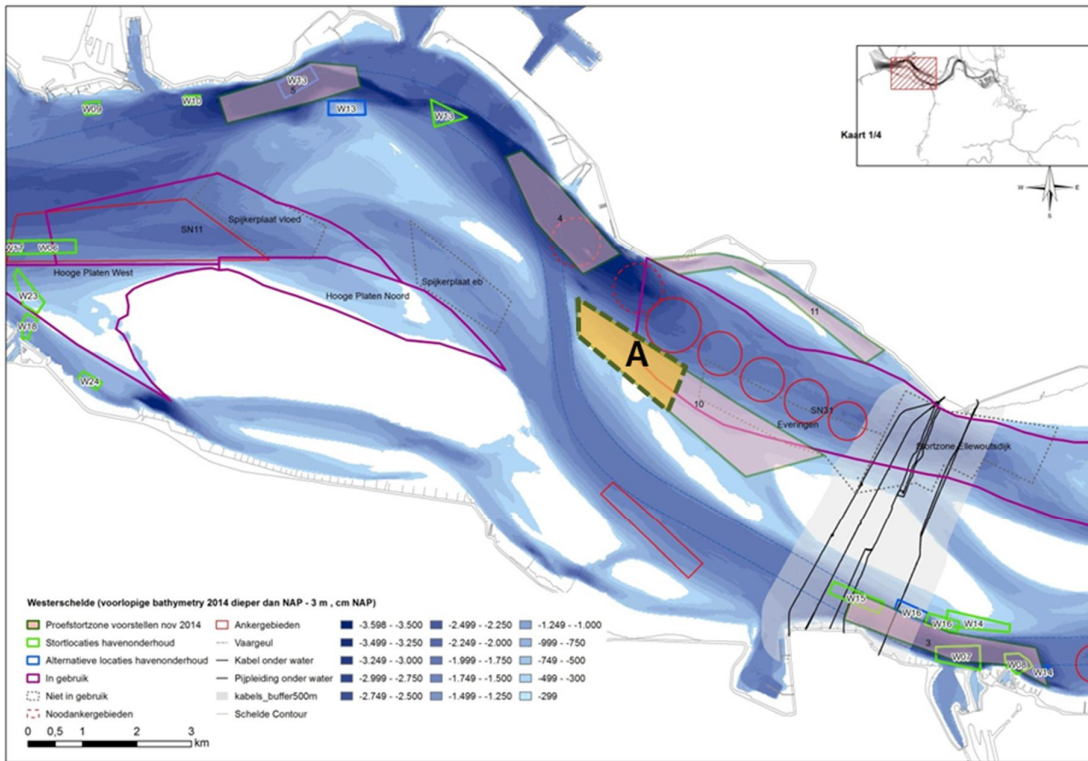 Kaart 1/4
N
W
E
S
W13
5
W09
W10
W13
W13
4
Spijkerplaat vloed
SN11
W17
W06
Hooge Platen West
Spijkerplaat eb
Hooge Platen Noord
W23
W18
W24
11
A
10
SN31
Everingen
Stortzone Ellewoutsdijk
W15
W16
W16
W14
3
W07
W08
W14
Westerschelde (voorlopige bathymetry 2014 dieper dan NAP - 3 m , cm NAP)
Proefstortzone voorstellen nov 2014
Stortlocaties havenonderhoud
Alternatieve locaties havenonderhoud
In gebruik
Niet in gebruik
Noodankergebieden
Ankergebieden
Vaargeul
Kabel onder water
Pijpleiding onder water
kabels_buffer500m
Schelde Contour
-3.598 - -3.500
-3.499 - -3.250
-3.249 - -3.000
-2.999 - -2.750
-2.749 - -2.500
-2.499 - -2.250
-2.249 - -2.000
-1.999 - -1.750
-1.749 - -1.500
-1.499 - -1.250
-1.249 - -1.000
-999 - -750
-749 - -500
-499 - -300
-299
0 0,5 1 2 3
km